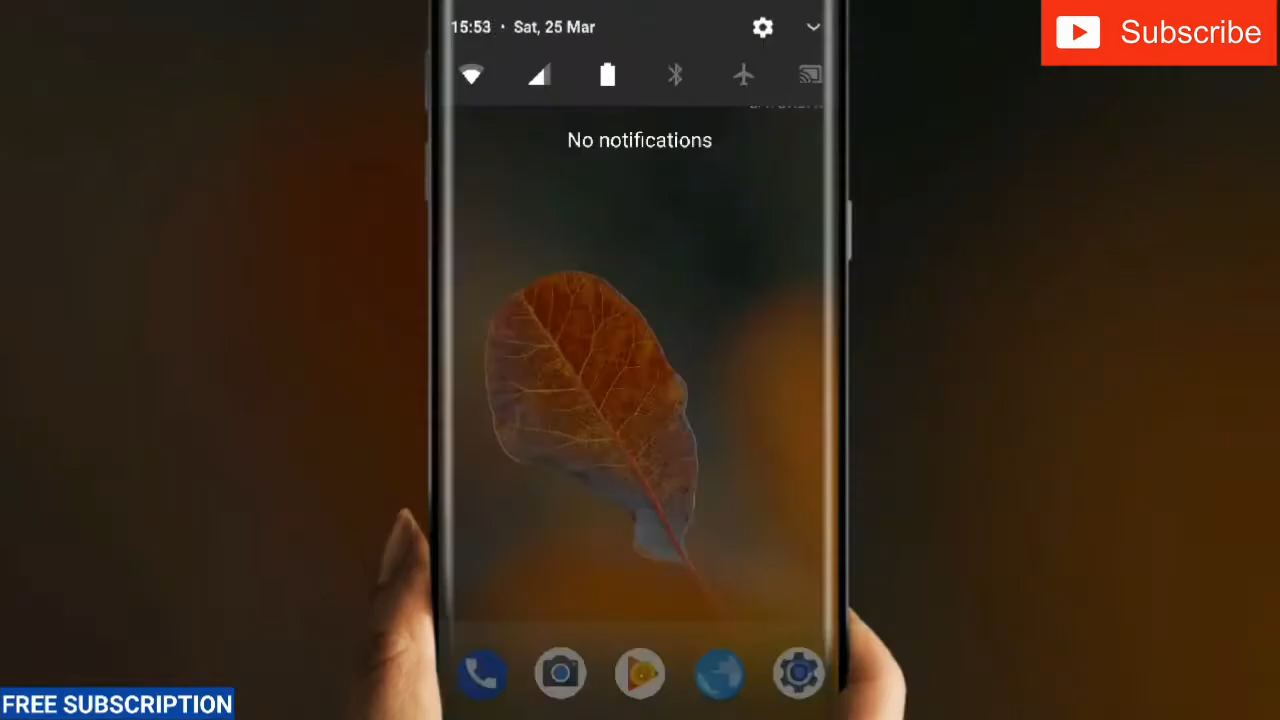 15:53 · Sat, 25 Mar
Subscribe
No notifications
FREE SUBSCRIPTION